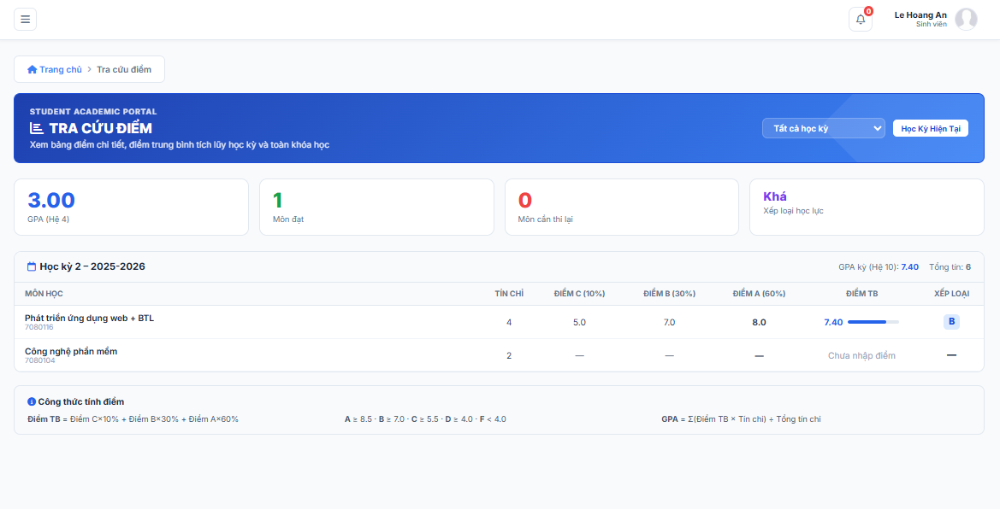 0
Le Hoang An
Sinh viên
Trang chủ > Tra cứu điểm
STUDENT ACADEMIC PORTAL
TRA CỨU ĐIỂM
Xem bảng điểm chi tiết, điểm trung bình tích lũy học kỳ và toàn khóa học
Tất cả học kỳ
Học Kỳ Hiện Tại
3.00
GPA (Hệ 4)
1
Môn đạt
0
Môn cần thi lại
Khá
Xếp loại học lực
Học kỳ 2 – 2025-2026
GPA kỳ (Hệ 10): 7.40 Tổng tín: 6
MÔN HỌC TÍN CHỈ ĐIỂM C (10%) ĐIỂM B (30%) ĐIỂM A (60%) ĐIỂM TB XẾP LOẠI
Phát triển ứng dụng web + BTL
7080116
4 5.0 7.0 8.0 7.40 B
Công nghệ phần mềm
7080104
2 — — — Chưa nhập điểm —
Công thức tính điểm
Điểm TB = Điểm C×10% + Điểm B×30% + Điểm A×60%
A ≥ 8.5 · B ≥ 7.0 · C ≥ 5.5 · D ≥ 4.0 · F < 4.0
GPA = Σ(Điểm TB × Tín chỉ) ÷ Tổng tín chỉ